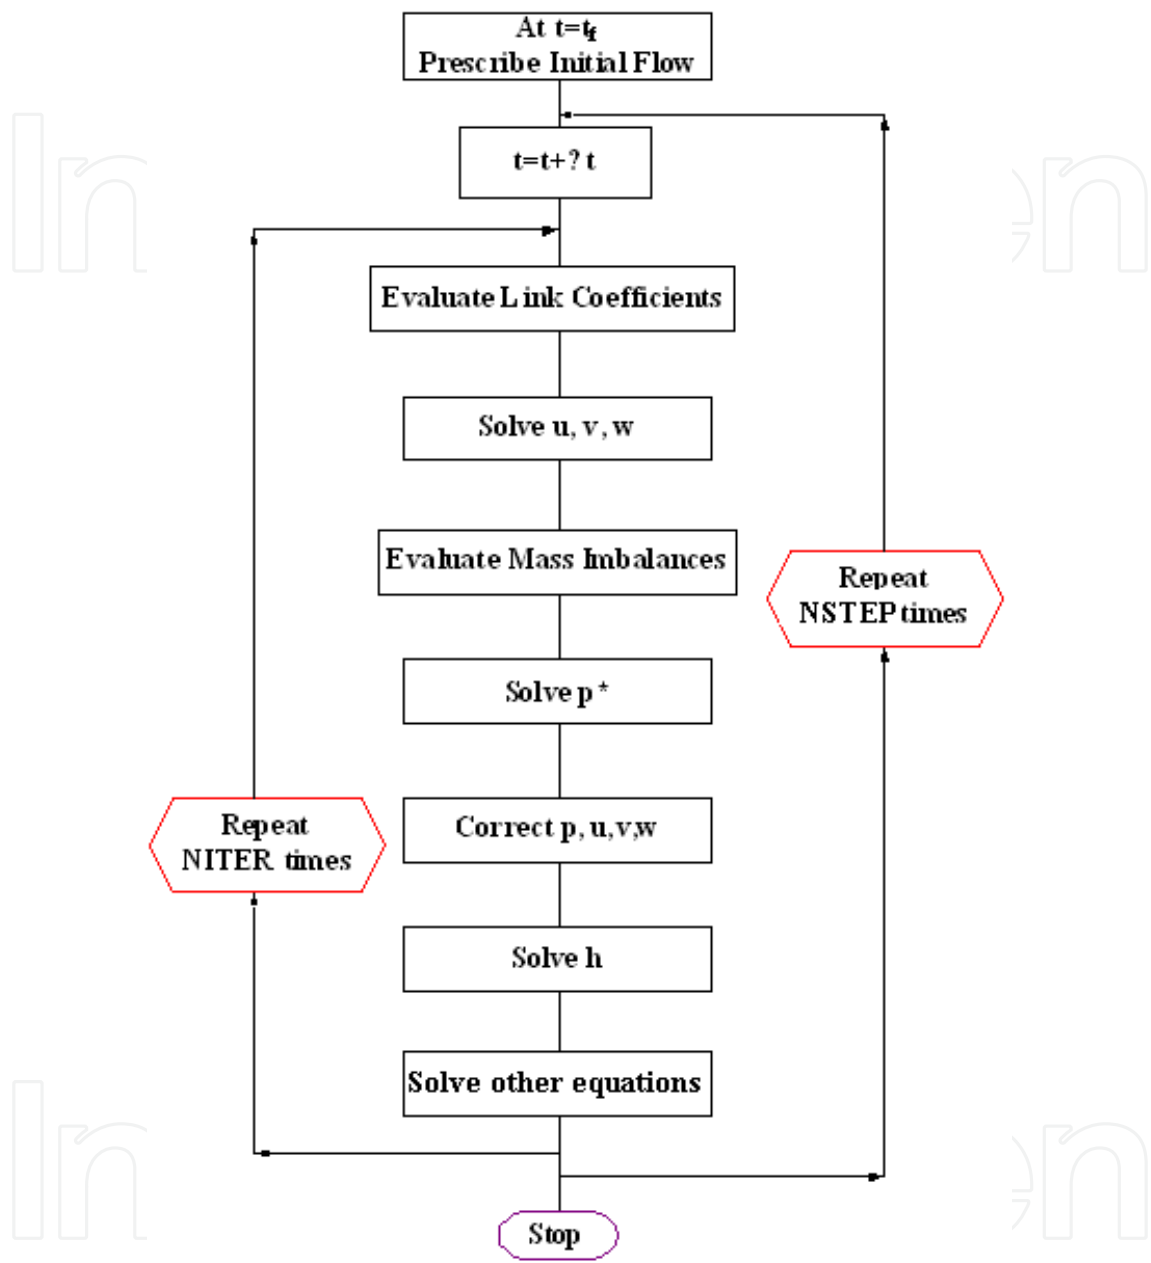 At t=tf
Prescribe Initial Flow
t=t+? t
Evaluate Link Coefficients
Solve u, v, w
Evaluate Mass Imbalances
Repeat
NSTEP times
Solve p*
Repeat
NITER times
Correct p, u,v,w
Solve h
Solve other equations
Stop